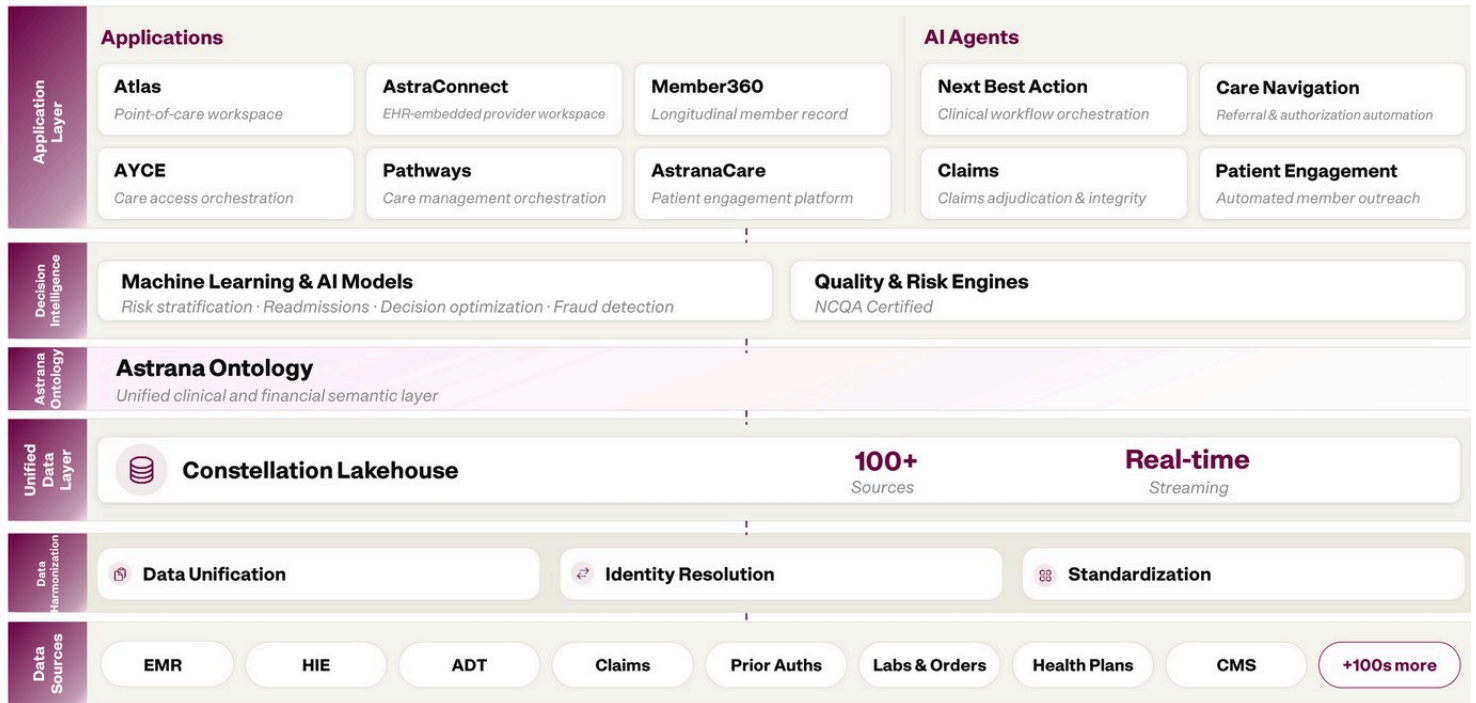 Application
Layer
Applications
Atlas
Point-of-care workspace
AstraConnect
EHR-embedded provider workspace
Member360
Longitudinal member record
AYCE
Care access orchestration
Pathways
Care management orchestration
AstranaCare
Patient engagement platform
AI Agents
Next Best Action
Clinical workflow orchestration
Care Navigation
Referral & authorization automation
Claims
Claims adjudication & integrity
Patient Engagement
Automated member outreach
Decision
Intelligence
Machine Learning & AI Models
Risk stratification · Readmissions · Decision optimization · Fraud detection
Quality & Risk Engines
NCQA Certified
Astrana
Ontology
Astrana Ontology
Unified clinical and financial semantic layer
Unified
Data
Layer
Constellation Lakehouse
100+
Sources
Real-time
Streaming
Data
Harmonization
Data Unification
Identity Resolution
Standardization
Data
Sources
EMR
HIE
ADT
Claims
Prior Auths
Labs & Orders
Health Plans
CMS
+100s more